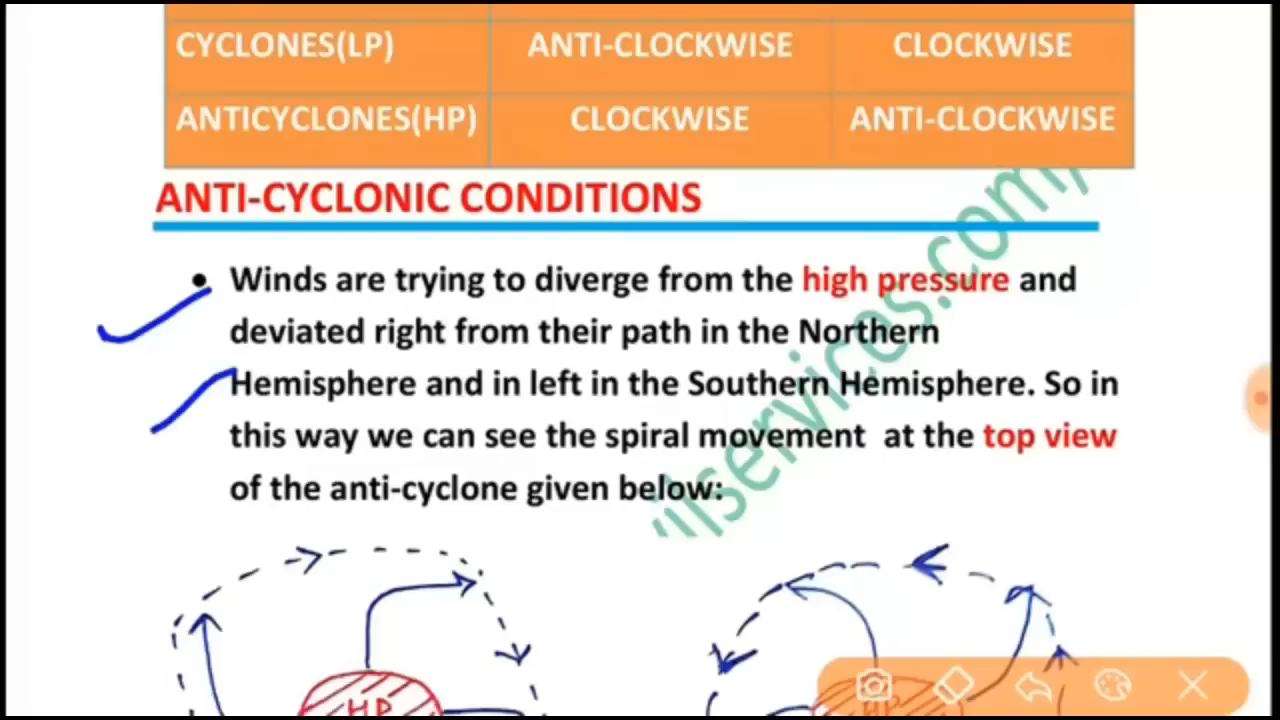 CYCLONES(LP) ANTI-CLOCKWISE CLOCKWISE
ANTICYCLONES(HP) CLOCKWISE ANTI-CLOCKWISE
ANTI-CYCLONIC CONDITIONS
• Winds are trying to diverge from the high pressure and
deviated right from their path in the Northern
Hemisphere and in left in the Southern Hemisphere. So in
this way we can see the spiral movement at the top view
of the anti-cyclone given below:
HP HP